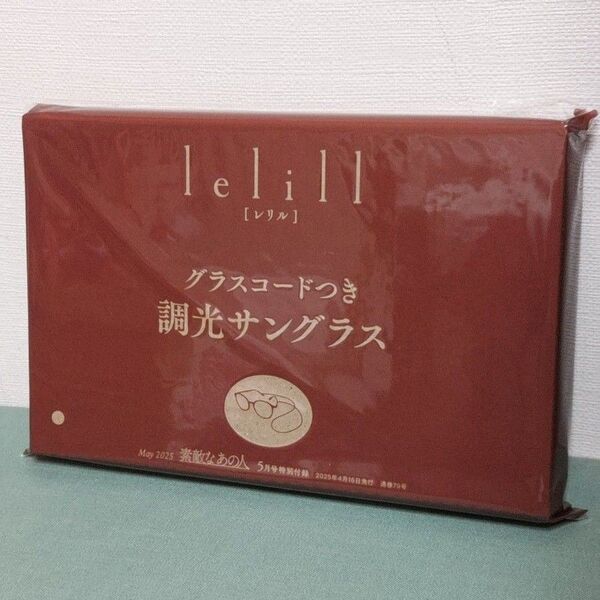 lelill
[レリル]
グラスコードつき
調光サングラス
May 2025 素敵なあの人 5月号特別付録 2025年4月16日発行 通巻79号